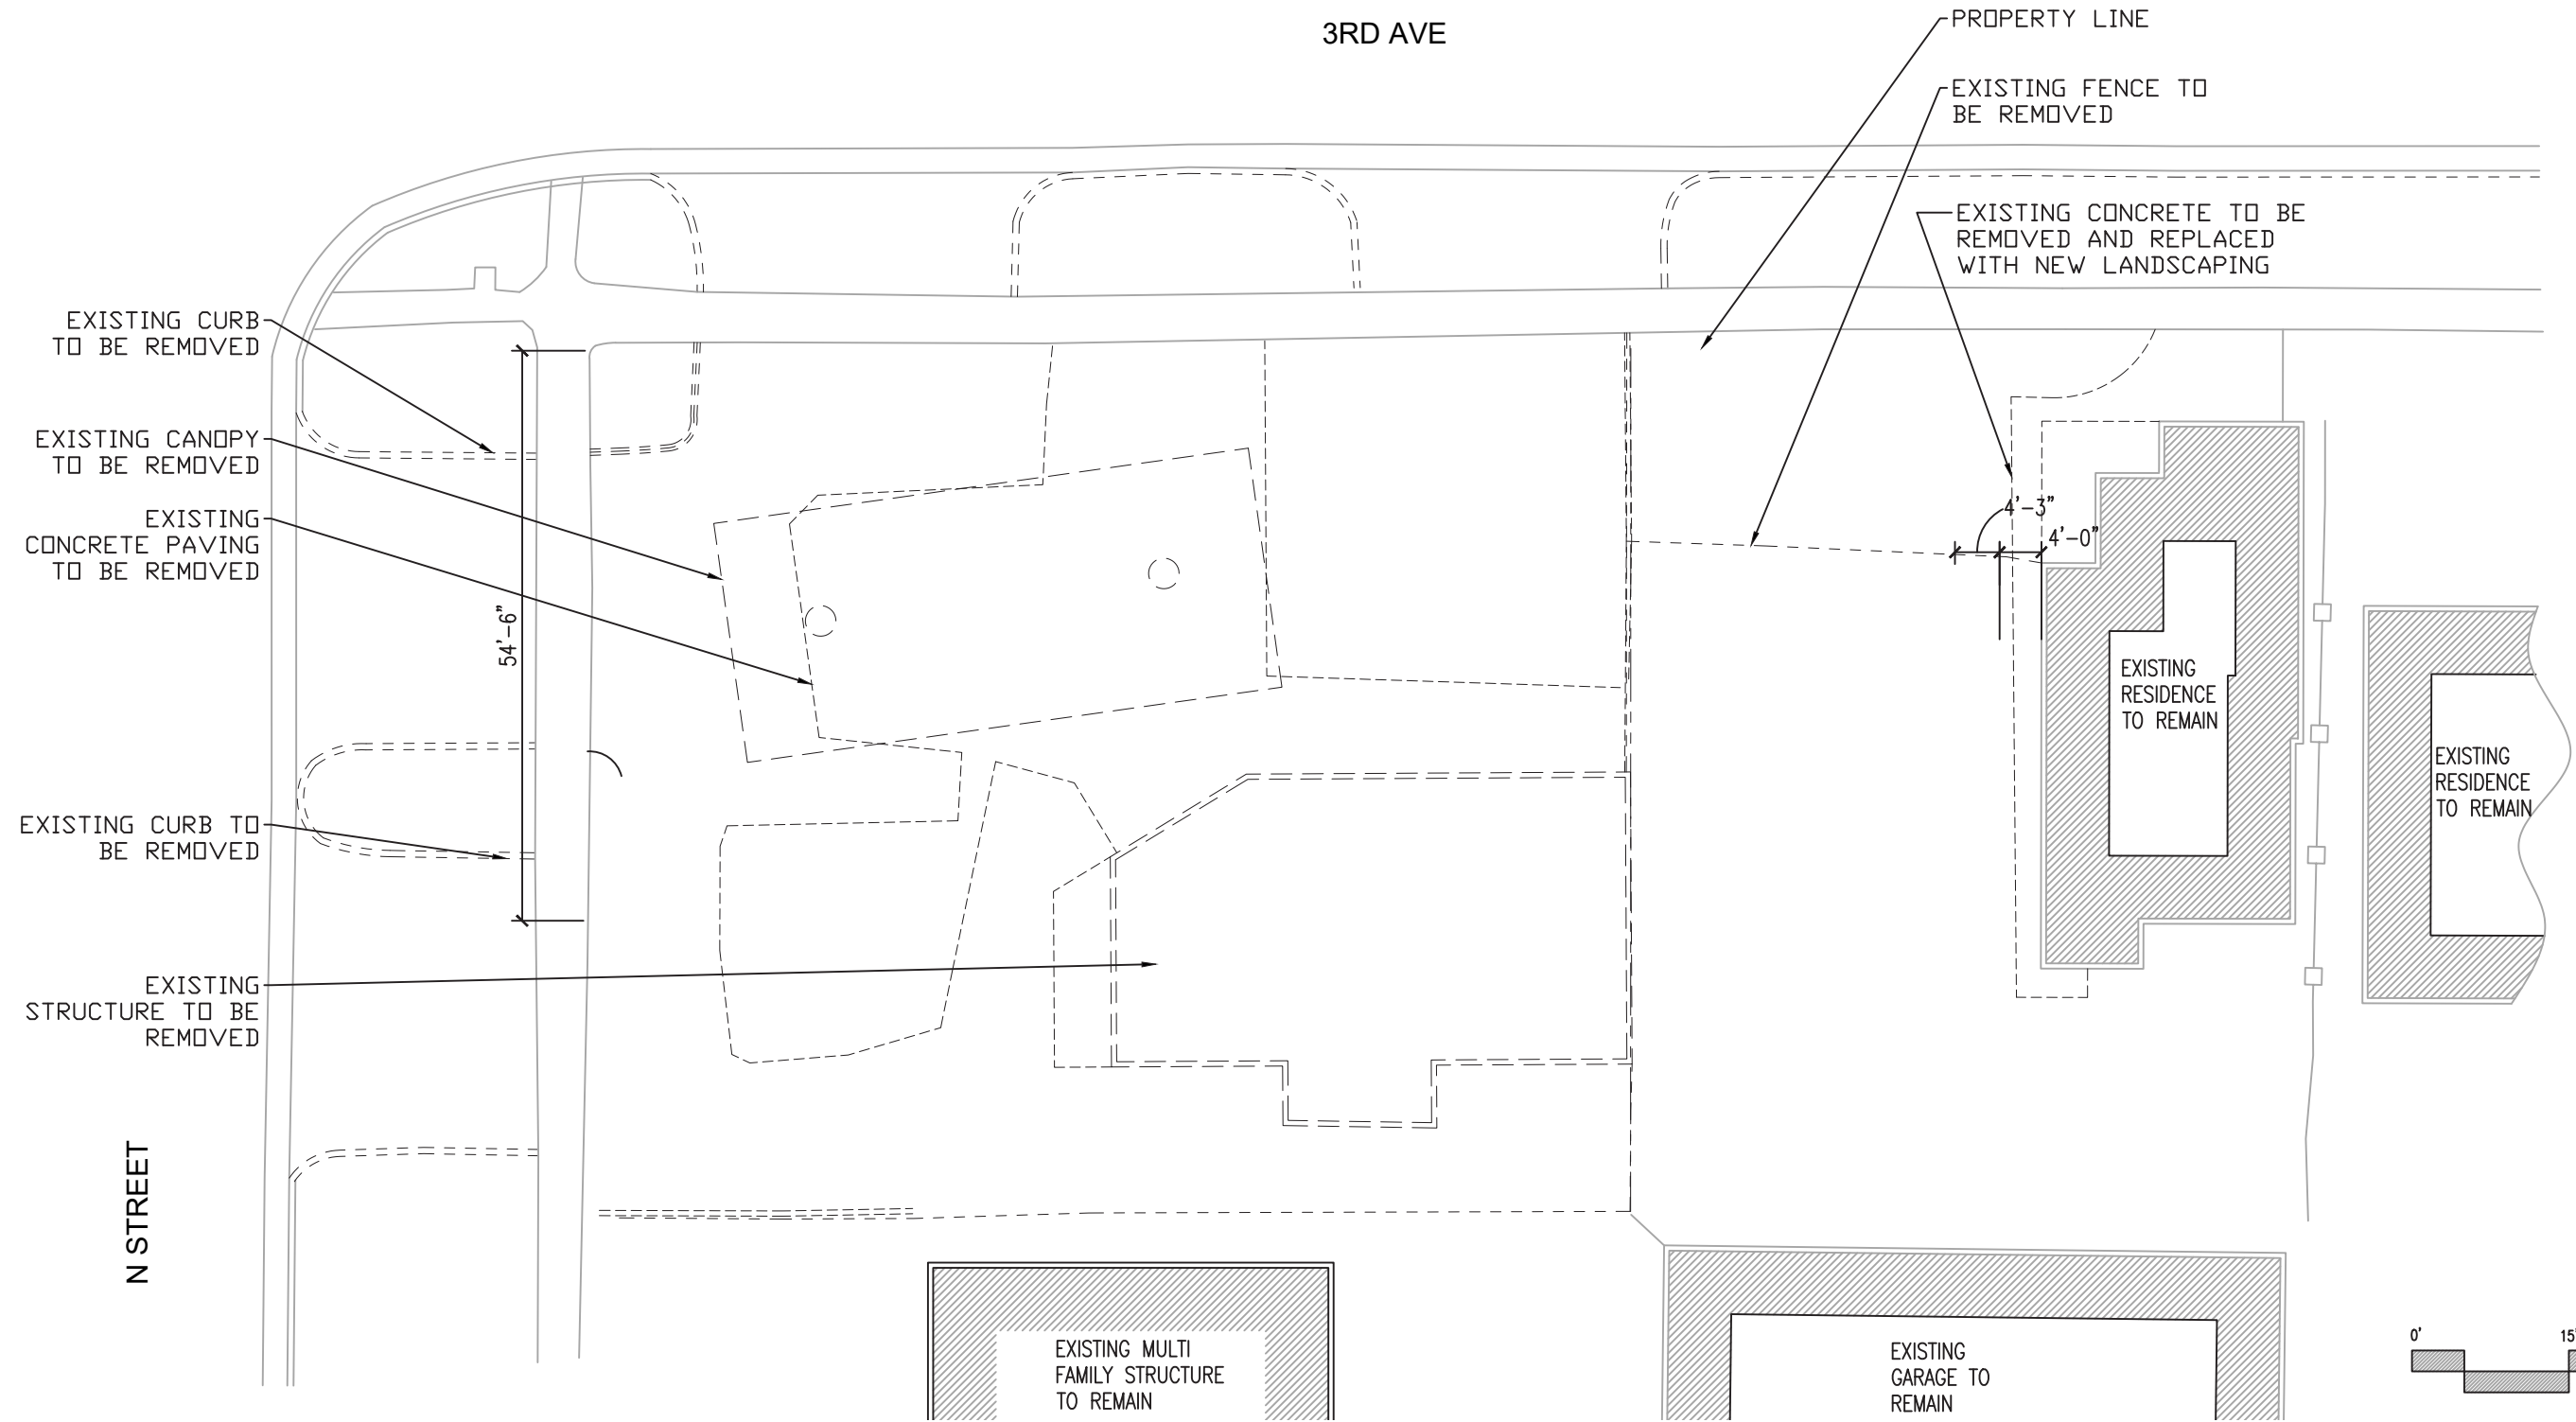 3RD AVE
PROPERTY LINE
EXISTING FENCE TO
BE REMOVED
EXISTING CONCRETE TO BE
REMOVED AND REPLACED
WITH NEW LANDSCAPING
EXISTING CURB
TO BE REMOVED
EXISTING CANOPY
TO BE REMOVED
EXISTING
CONCRETE PAVING
TO BE REMOVED
54'-6"
4'-3"
4'-0"
EXISTING
RESIDENCE
TO REMAIN
EXISTING
RESIDENCE
TO REMAIN
EXISTING CURB TO
BE REMOVED
EXISTING
STRUCTURE TO BE
REMOVED
N STREET
EXISTING MULTI
FAMILY STRUCTURE
TO REMAIN
EXISTING
GARAGE TO
REMAIN
0'
15'